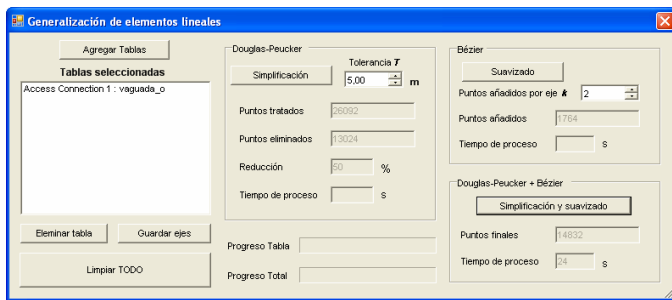 Generalización de elementos lineales
Agregar Tablas
Tablas seleccionadas
Access Connection 1 : vaguada_o
Eleminar tabla
Guardar ejes
Limpiar TODO
Douglas-Peucker
Tolerancia T
Simplificación
5,00
m
Puntos tratados
26092
Puntos eliminados
13024
Reducción
50
%
Tiempo de proceso
s
Progreso Tabla
Progreso Total
Bézier
Suavizado
Puntos añadidos por eje k
2
Puntos añadidos
1764
Tiempo de proceso
s
Douglas-Peucker + Bézier
Simplificación y suavizado
Puntos finales
14832
Tiempo de proceso
24
s